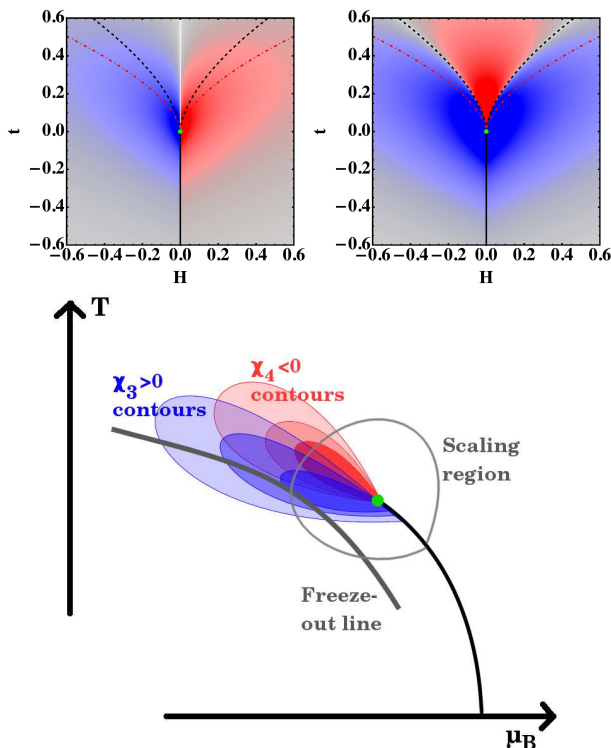 0.6
0.4
0.2
0.0
−0.2
−0.4
−0.6
t
−0.6 −0.4 −0.2 0.0 0.2 0.4 0.6
H
0.6
0.4
0.2
0.0
−0.2
−0.4
−0.6
t
−0.6 −0.4 −0.2 0.0 0.2 0.4 0.6
H
T
χ₄<0
contours
χ₃>0
contours
Scaling
region
Freeze-
out line
μ_B